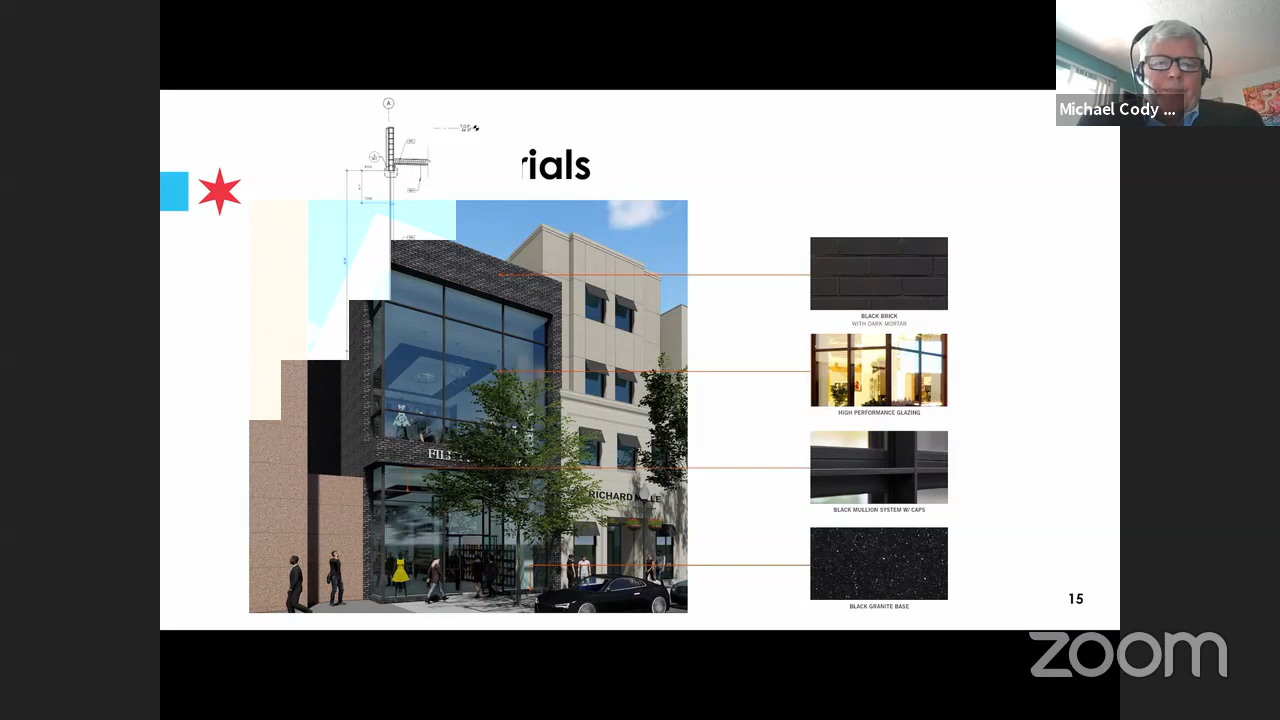 Michael Cody ...
A
rials
BLACK BRICK
WITH DARK MORTAR
HIGH PERFORMANCE GLAZING
RICHARD
BLACK MULLION SYSTEM W/ CAPS
BLACK GRANITE BASE
15
zoom